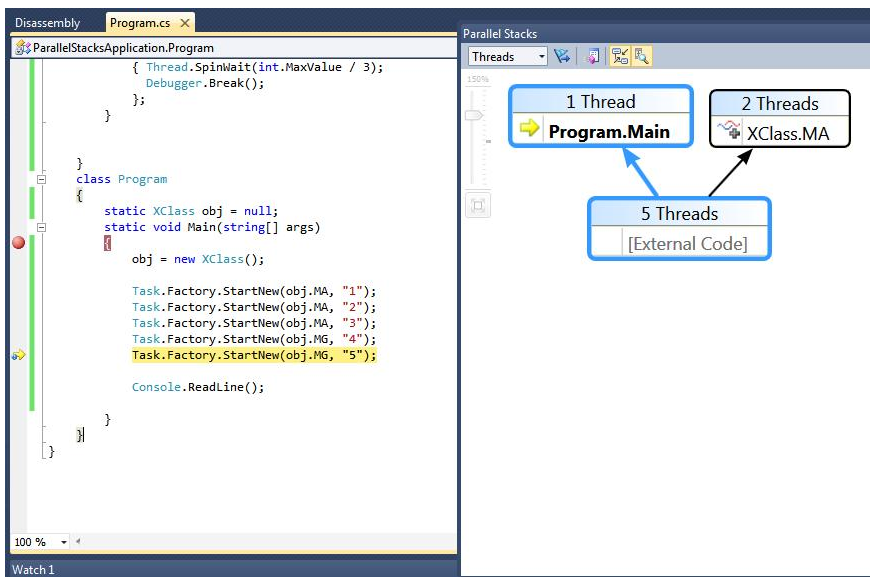 Disassembly
Program.cs
ParallelStacksApplication.Program
{ Thread.SpinWait(int.MaxValue / 3);
Debugger.Break();
};
}
}
class Program
{
static XClass obj = null;
static void Main(string[] args)
{
obj = new XClass();
Task.Factory.StartNew(obj.MA, "1");
Task.Factory.StartNew(obj.MA, "2");
Task.Factory.StartNew(obj.MA, "3");
Task.Factory.StartNew(obj.MG, "4");
Task.Factory.StartNew(obj.MG, "5");
Console.ReadLine();
}
}
}
100 %
Watch 1
Parallel Stacks
Threads
150%
1 Thread
Program.Main
2 Threads
XClass.MA
5 Threads
[External Code]